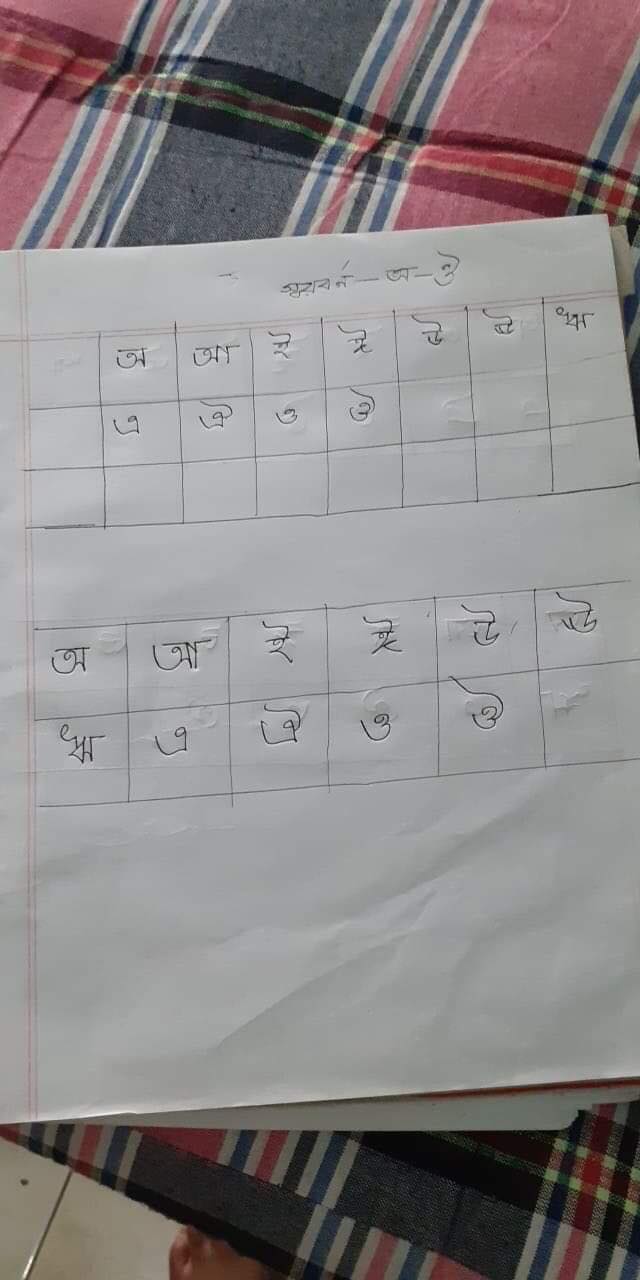 স্বরবর্ন - অ - ঔ
অ আ ই ঈ উ ঊ ঋ
এ ঐ ও ঔ
অ আ ই ঈ উ ঊ
ঋ এ ঐ ও ঔ